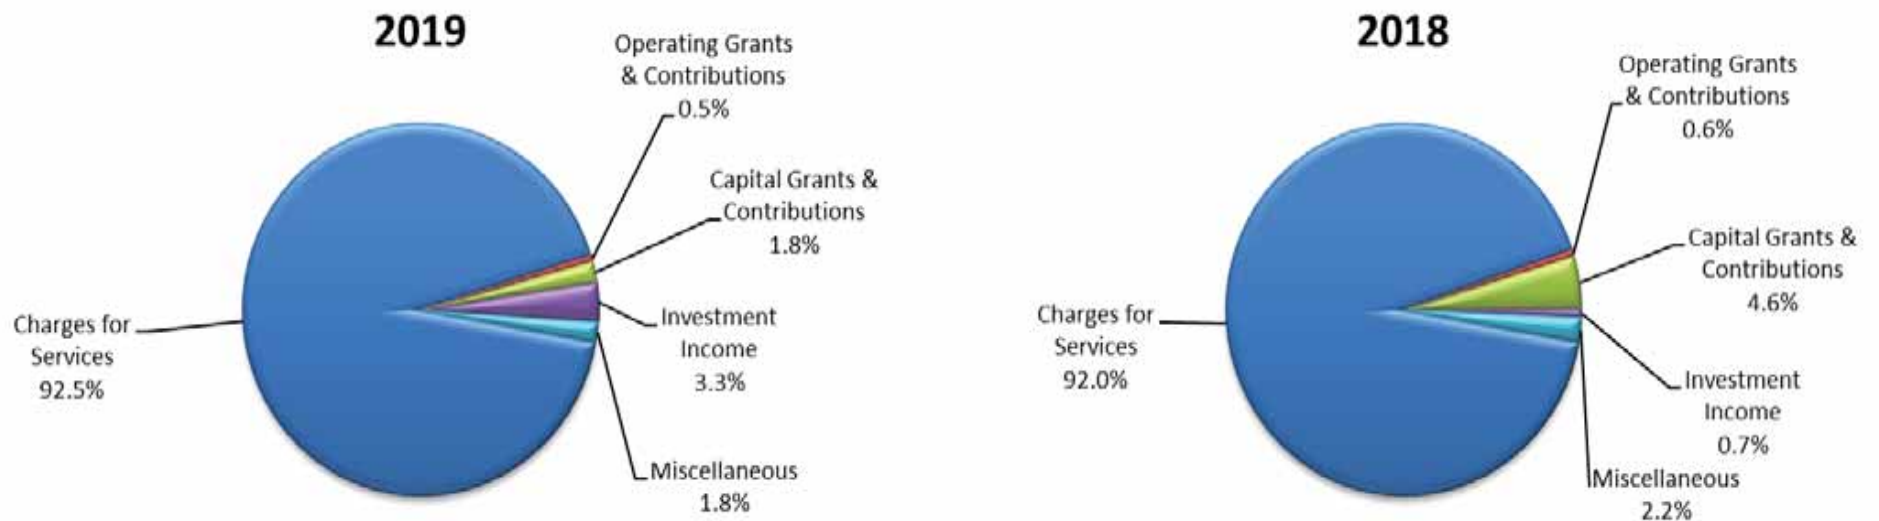 2019
Operating Grants
& Contributions
0.5%
Capital Grants &
Contributions
1.8%
Investment
Income
3.3%
Miscellaneous
1.8%
Charges for
Services
92.5%
2018
Operating Grants
& Contributions
0.6%
Capital Grants &
Contributions
4.6%
Investment
Income
0.7%
Miscellaneous
2.2%
Charges for
Services
92.0%